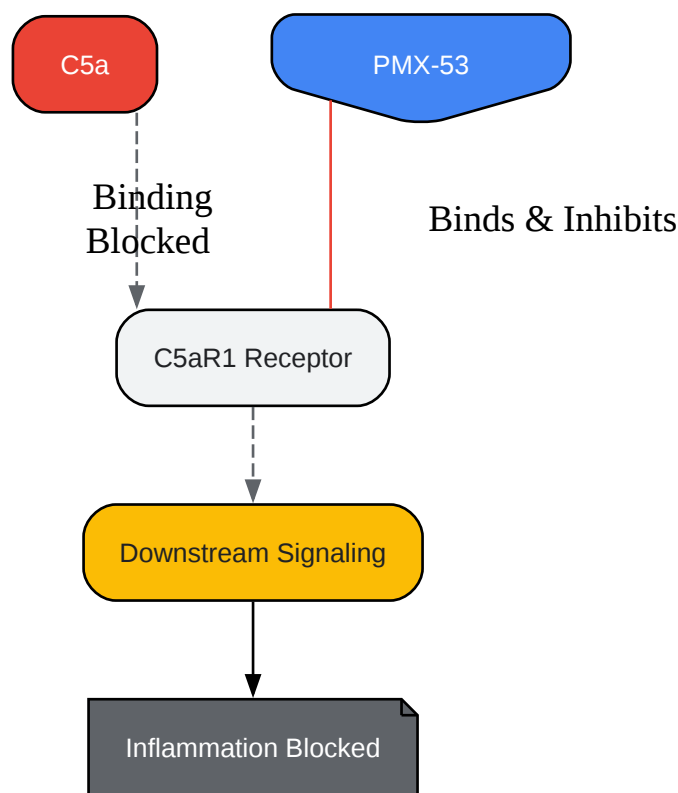 C5a
PMX-53
Binding
Blocked
Binds & Inhibits
C5aR1 Receptor
Downstream Signaling
Inflammation Blocked